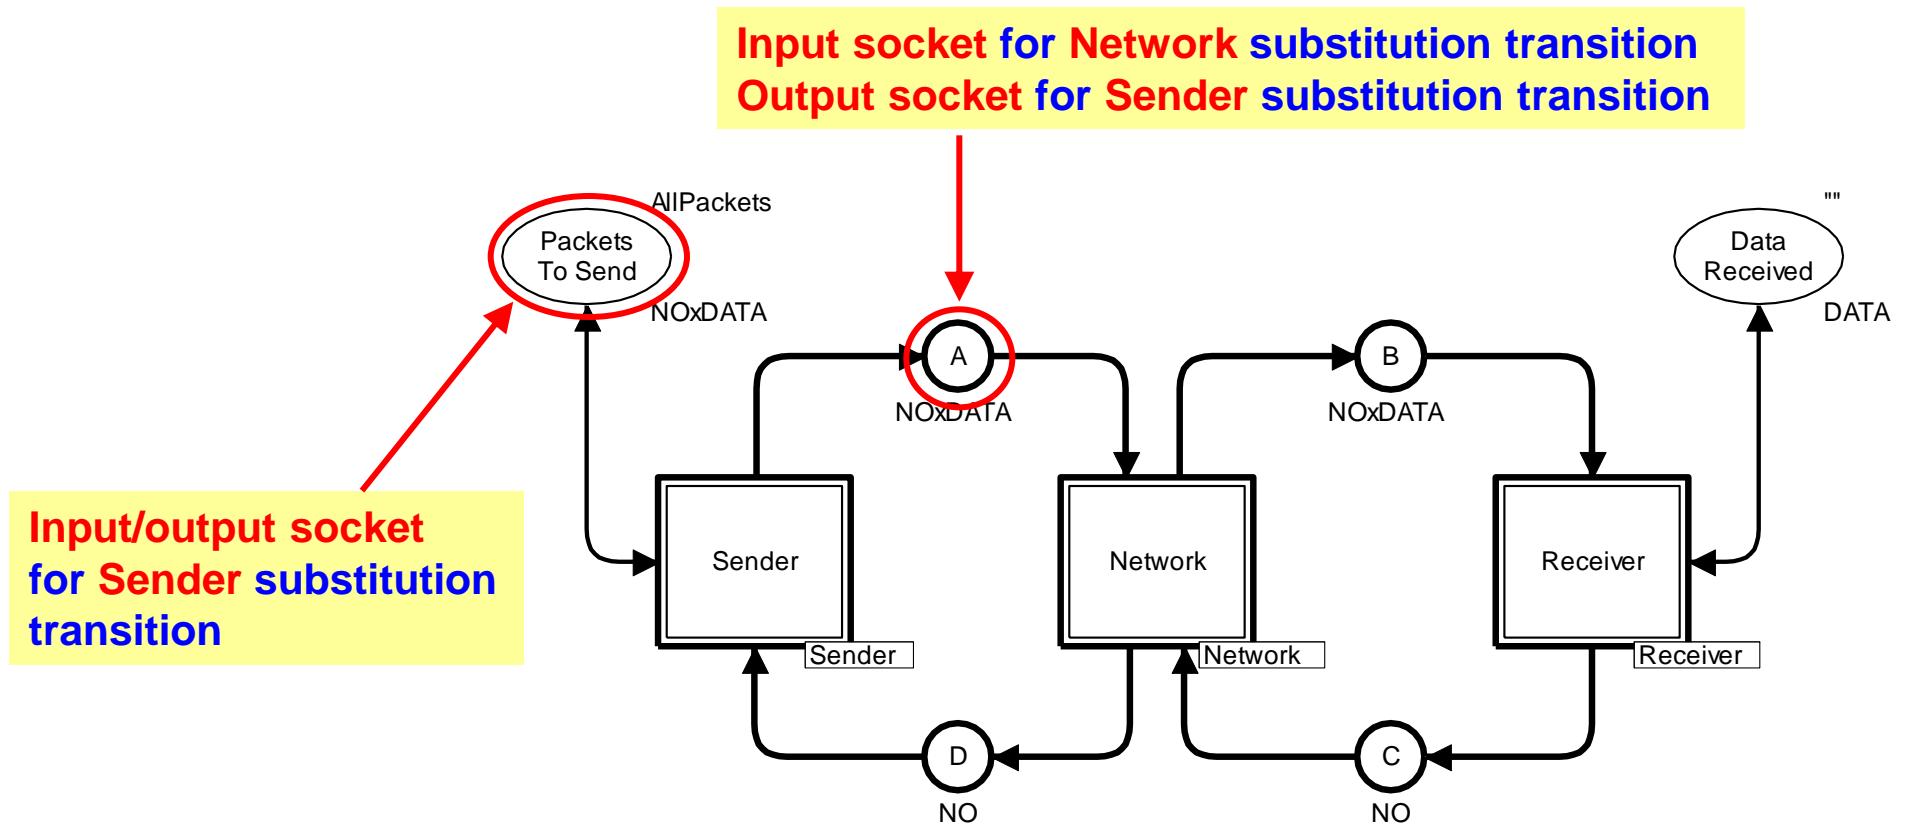 Input socket for Network substitution transition
Output socket for Sender substitution transition
AllPackets
Packets
To Send
NOxDATA
""
Data
Received
DATA
A
NOxDATA
B
NOxDATA
Input/output socket
for Sender substitution
transition
Sender
Sender
Network
Network
Receiver
Receiver
D
NO
C
NO